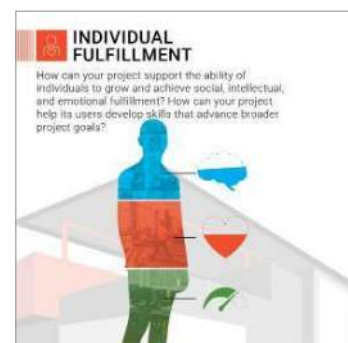 INDIVIDUAL
FULFILLMENT
How can your project support the ability of
individuals to grow and achieve social, intellectual,
and emotional fulfillment? How can your project
help its users develop skills that advance broader
project goals?